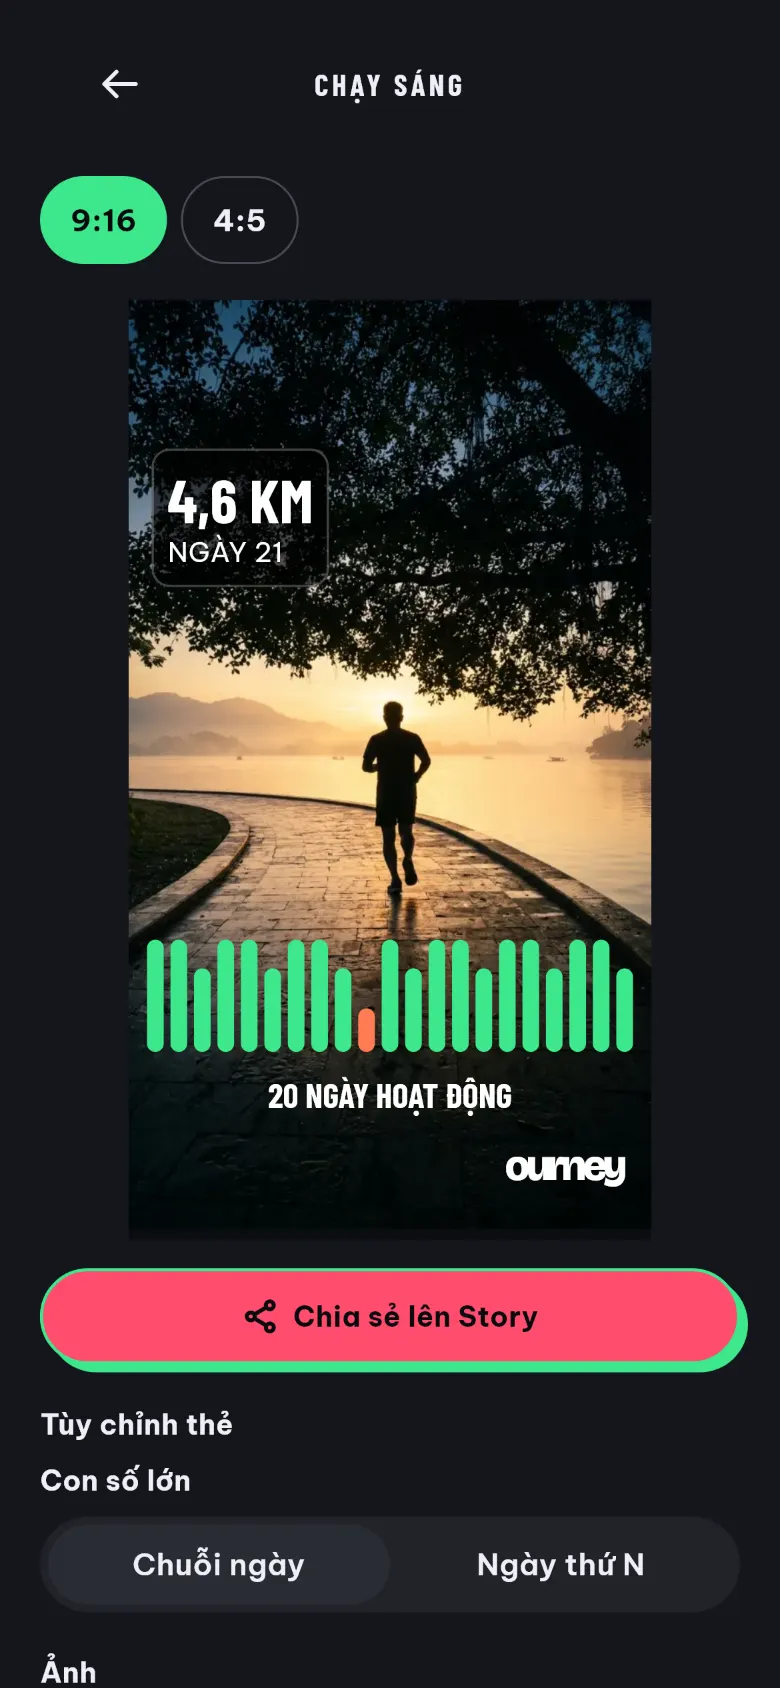 CHẠY SÁNG
9:16
4:5
4,6 KM
NGÀY 21
20 NGÀY HOẠT ĐỘNG
ourney
Chia sẻ lên Story
Tùy chỉnh thẻ
Con số lớn
Chuỗi ngày
Ngày thứ N
Ảnh